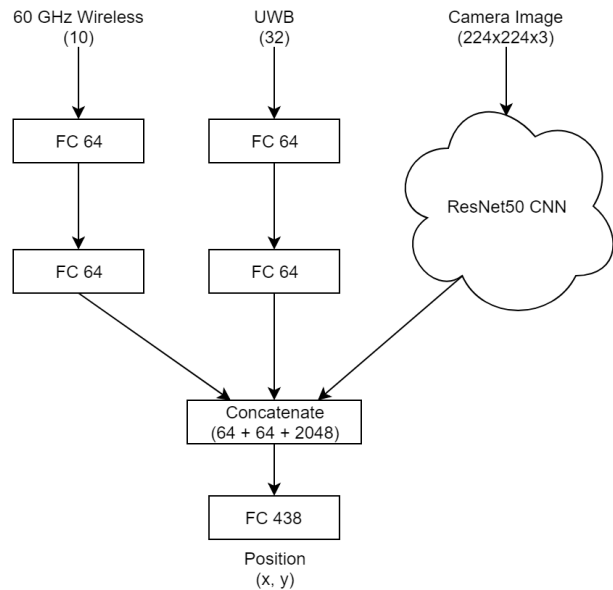 60 GHz Wireless
(10)
UWB
(32)
Camera Image
(224x224x3)
FC 64
FC 64
ResNet50 CNN
FC 64
FC 64
Concatenate
(64 + 64 + 2048)
FC 438
Position
(x, y)